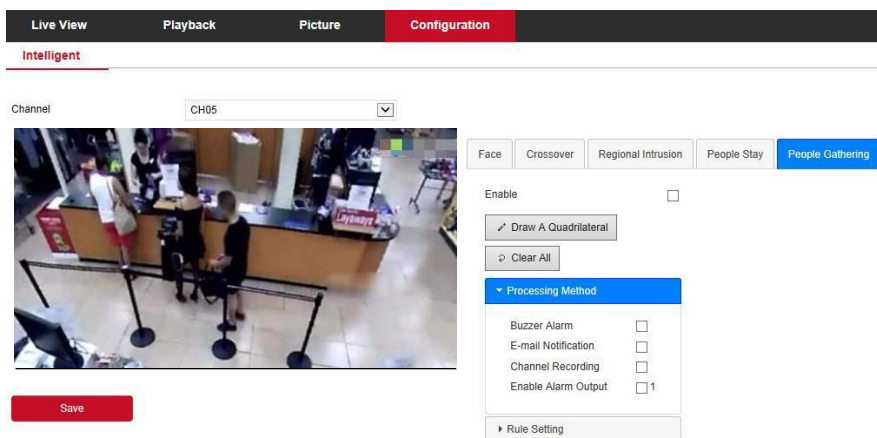 Live View Playback Picture Configuration
Intelligent
Channel CH05
Layaways
Face Crossover Regional Intrusion People Stay People Gathering
Enable
Draw A Quadrilateral
Clear All
Processing Method
Buzzer Alarm
E-mail Notification
Channel Recording
Enable Alarm Output 1
Rule Setting
Save